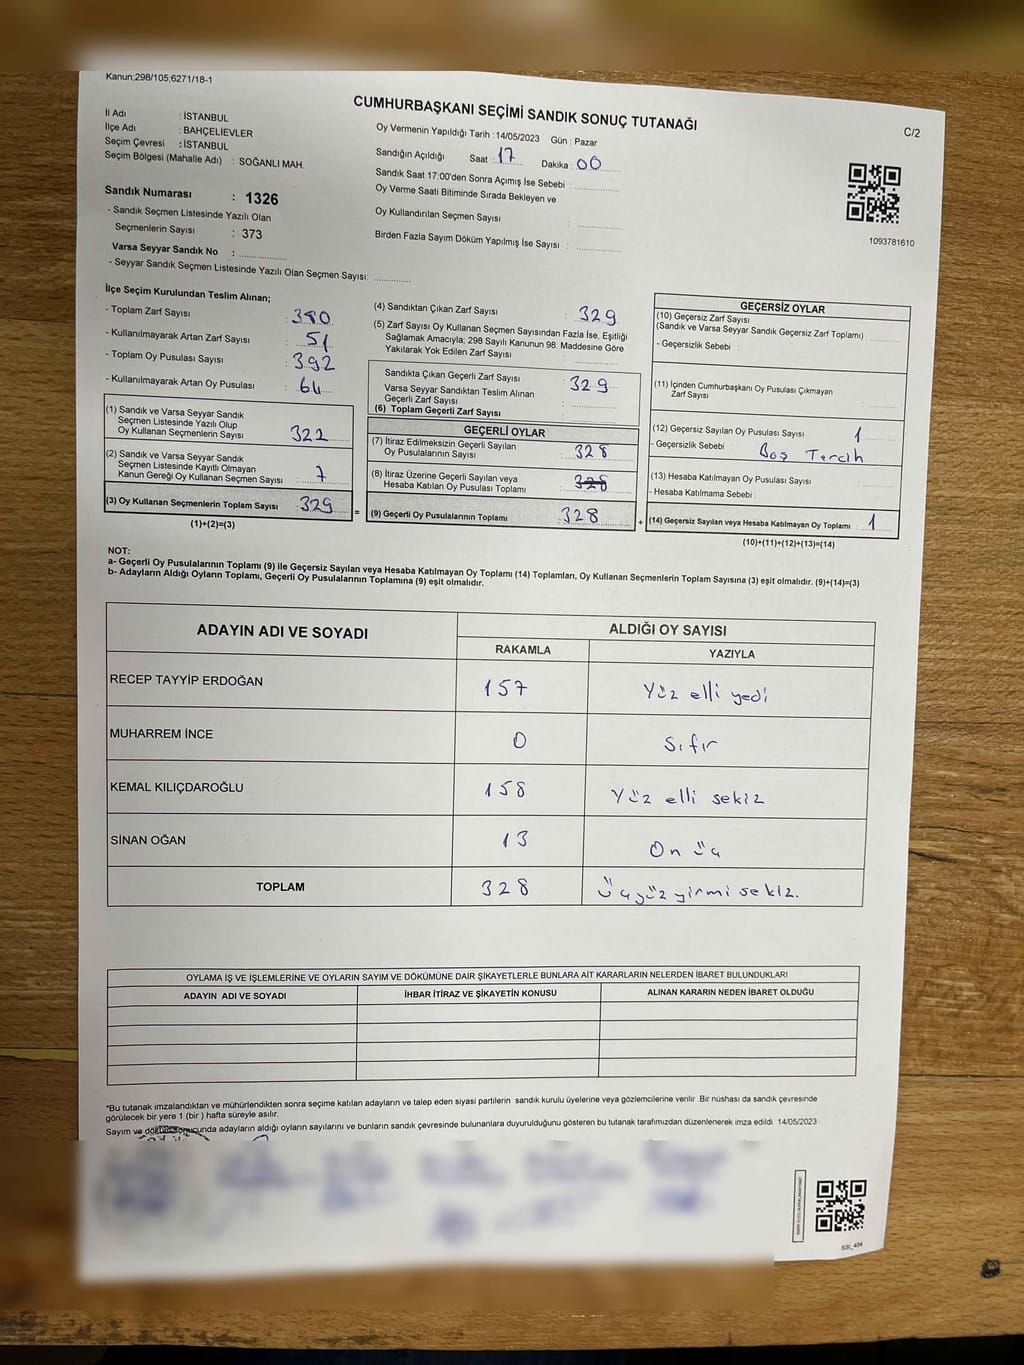 Kanun;298/105,6271/18-1
CUMHURBAŞKANI SEÇİMİ SANDIK SONUÇ TUTANAĞI
C/2
İl Adı : İSTANBUL
İlçe Adı : BAHÇELİEVLER
Seçim Çevresi : İSTANBUL
Seçim Bölgesi (Mahalle Adı) : SOĞANLI MAH.
Oy Vermenin Yapıldığı Tarih : 14/05/2023 Gün : Pazar
Sandığın Açıldığı Saat : 17 Dakika : 00
Sandık Saat 17:00'den Sonra Açımış İse Sebebi :
Oy Verme Saati Bitiminde Sırada Bekleyen ve
Oy Kullandırılan Seçmen Sayısı :
Birden Fazla Sayım Döküm Yapılmış İse Sayısı :
1093781610
Sandık Numarası : 1326
- Sandık Seçmen Listesinde Yazılı Olan
Seçmenlerin Sayısı : 373
Varsa Seyyar Sandık No :
- Seyyar Sandık Seçmen Listesinde Yazılı Olan Seçmen Sayısı:
İlçe Seçim Kurulundan Teslim Alınan;
- Toplam Zarf Sayısı : 380
- Kullanılmayarak Artan Zarf Sayısı : 51
- Toplam Oy Pusulası Sayısı : 392
- Kullanılmayarak Artan Oy Pusulası : 64
(1) Sandık ve Varsa Seyyar Sandık
Seçmen Listesinde Yazılı Olup
Oy Kullanan Seçmenlerin Sayısı : 322
(2) Sandık ve Varsa Seyyar Sandık
Seçmen Listesinde Kayıtlı Olmayan
Kanun Gereği Oy Kullanan Seçmen Sayısı : 7
(3) Oy Kullanan Seçmenlerin Toplam Sayısı : 329
(1)+(2)=(3)
=
(4) Sandıktan Çıkan Zarf Sayısı : 329
(5) Zarf Sayısı Oy Kullanan Seçmen Sayısından Fazla İse, Eşitliği
Sağlamak Amacıyla; 298 Sayılı Kanunun 98. Maddesine Göre
Yakılarak Yok Edilen Zarf Sayısı :
Sandıkta Çıkan Geçerli Zarf Sayısı : 329
Varsa Seyyar Sandıktan Teslim Alınan
Geçerli Zarf Sayısı :
(6) Toplam Geçerli Zarf Sayısı :
GEÇERLİ OYLAR
(7) İtiraz Edilmeksizin Geçerli Sayılan
Oy Pusulalarının Sayısı : 328
(8) İtiraz Üzerine Geçerli Sayılan veya
Hesaba Katılan Oy Pusulası Toplamı : 328
(9) Geçerli Oy Pusulalarının Toplamı : 328
+
GEÇERSİZ OYLAR
(10) Geçersiz Zarf Sayısı
(Sandık ve Varsa Seyyar Sandık Geçersiz Zarf Toplamı) :
- Geçersizlik Sebebi :
(11) İçinden Cumhurbaşkanı Oy Pusulası Çıkmayan
Zarf Sayısı
(12) Geçersiz Sayılan Oy Pusulası Sayısı : 1
- Geçersizlik Sebebi : Boş Tercih
(13) Hesaba Katılmayan Oy Pusulası Sayısı :
- Hesaba Katılmama Sebebi :
(14) Geçersiz Sayılan veya Hesaba Katılmayan Oy Toplamı : 1
(10)+(11)+(12)+(13)=(14)
NOT:
a- Geçerli Oy Pusulalarının Toplamı (9) ile Geçersiz Sayılan veya Hesaba Katılmayan Oy Toplamı (14) Toplamları, Oy Kullanan Seçmenlerin Toplam Sayısına (3) eşit olmalıdır. (9)+(14)=(3)
b- Adayların Aldığı Oyların Toplamı, Geçerli Oy Pusulalarının Toplamına (9) eşit olmalıdır.
ADAYIN ADI VE SOYADI
ALDIĞI OY SAYISI
RAKAMLA YAZIYLA
RECEP TAYYİP ERDOĞAN 157 Yüz elli yedi
MUHARREM İNCE 0 Sıfır
KEMAL KILIÇDAROĞLU 158 Yüz elli sekiz
SİNAN OĞAN 13 On üç
TOPLAM 328 Üçyüz yirmi sekiz.
OYLAMA İŞ VE İŞLEMLERİNE VE OYLARIN SAYIM VE DÖKÜMÜNE DAİR ŞİKAYETLERLE BUNLARA AİT KARARLARIN NELERDEN İBARET BULUNDUKLARI
ADAYIN ADI VE SOYADI İHBAR İTİRAZ VE ŞİKAYETİN KONUSU ALINAN KARARIN NEDEN İBARET OLDUĞU
*Bu tutanak imzalandıktan ve mühürlendikten sonra seçime katılan adayların ve talep eden siyasi partilerin sandık kurulu üyelerine veya gözlemcilerine verilir .Bir nüshası da sandık çevresinden
görülecek bir yere 1 (bir ) hafta süreyle asılır.
Sayım ve döküm sonucunda adayların aldığı oyların sayılarını ve bunların sandık çevresinde bulunanlara duyurulduğunu gösteren bu tutanak tarafımızdan düzenlenerek imza edildi 14/05/2023